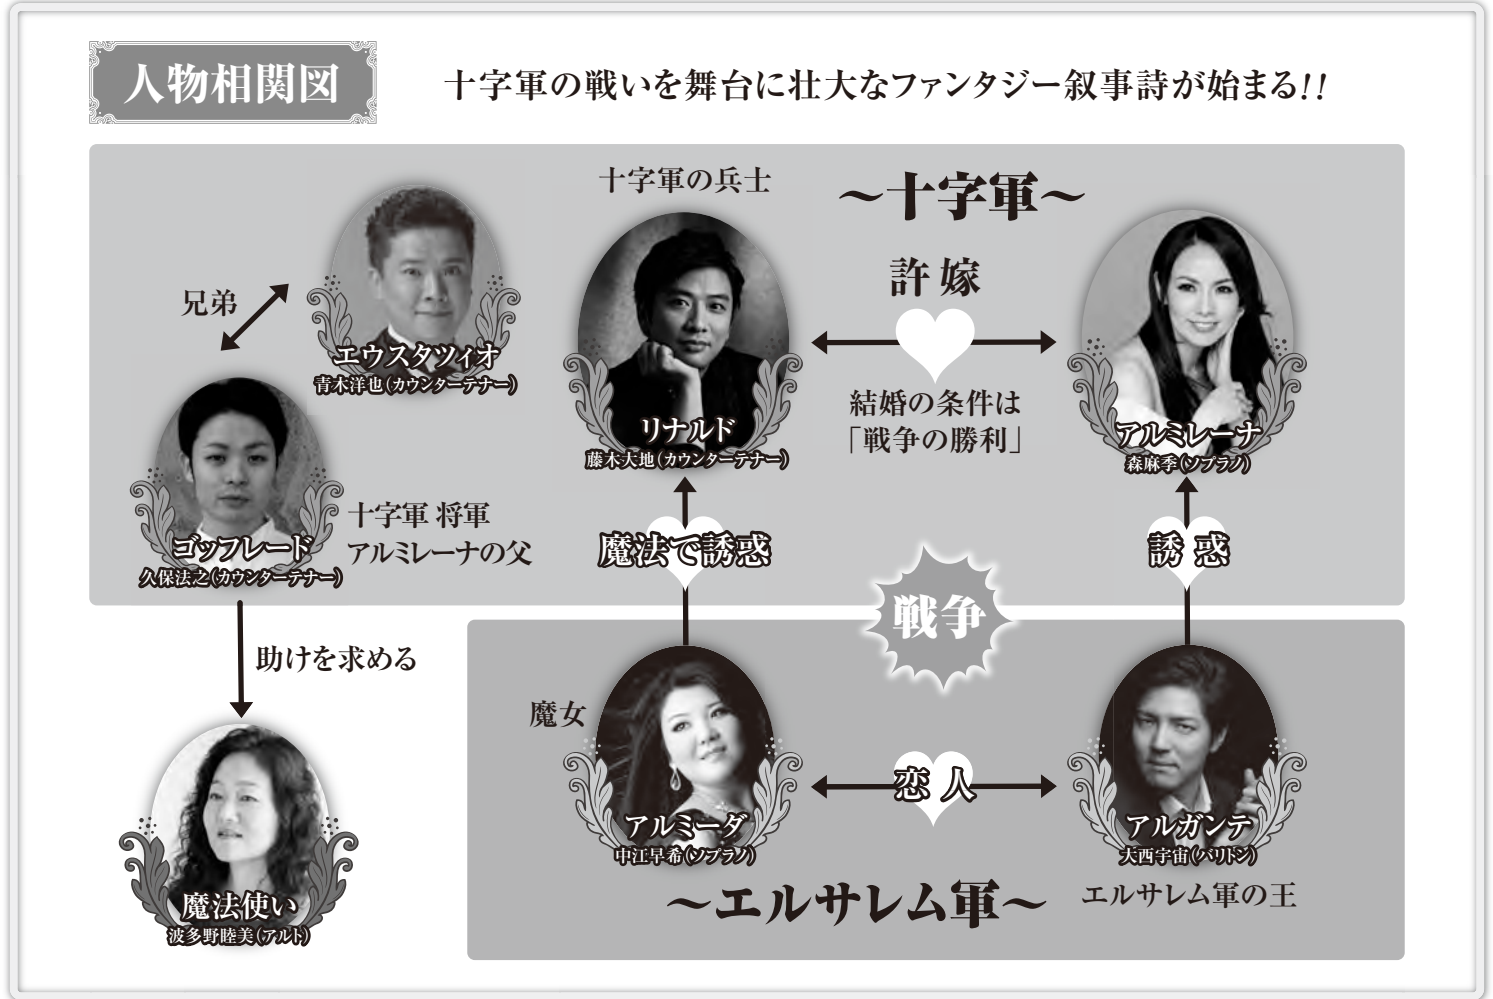 人物相関図
十字軍の戦いを舞台に壮大なファンタジー叙事詩が始まる!!
十字軍の兵士
～十字軍～
兄弟
許嫁
エウスタツィオ
青木洋也(カウンターテナー)
結婚の条件は
「戦争の勝利」
リナルド
藤木大地(カウンターテナー)
アルミレーナ
森麻季(ソプラノ)
十字軍 将軍
アルミレーナの父
ゴッフレード
久保法之(カウンターテナー)
魔法で誘惑
誘惑
戦争
助けを求める
魔女
恋人
アルミーダ
中江早希(ソプラノ)
アルガンテ
大西宇宙(バリトン)
～エルサレム軍～
エルサレム軍の王
魔法使い
波多野睦美(アルト)